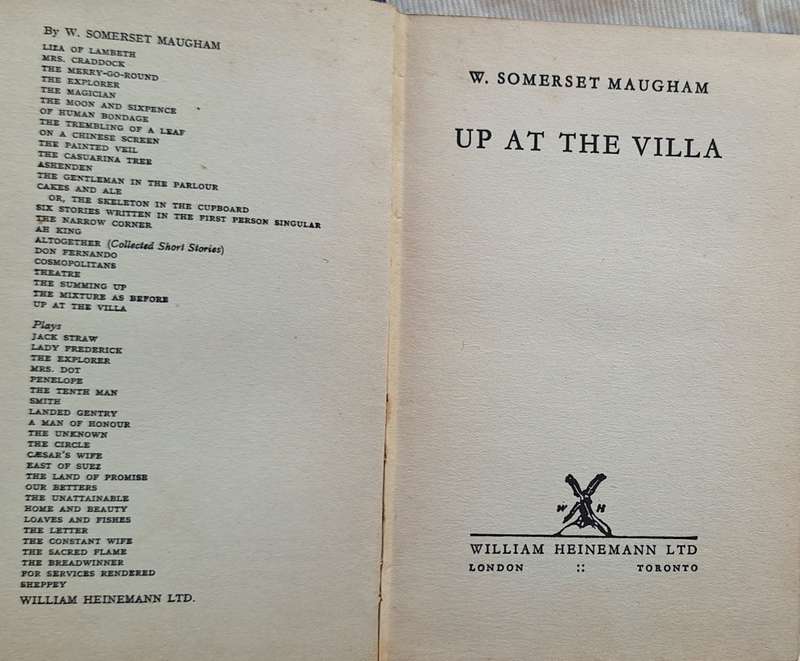 By W. SOMERSET MAUGHAM
LIZA OF LAMBETH
MRS. CRADDOCK
THE MERRY-GO-ROUND
THE EXPLORER
THE MAGICIAN
THE MOON AND SIXPENCE
OF HUMAN BONDAGE
THE TREMBLING OF A LEAF
ON A CHINESE SCREEN
THE PAINTED VEIL
THE CASUARINA TREE
ASHENDEN
THE GENTLEMAN IN THE PARLOUR
CAKES AND ALE
OR, THE SKELETON IN THE CUPBOARD
SIX STORIES WRITTEN IN THE FIRST PERSON SINGULAR
THE NARROW CORNER
AH KING
ALTOGETHER (Collected Short Stories)
DON FERNANDO
COSMOPOLITANS
THEATRE
THE SUMMING UP
THE MIXTURE AS BEFORE
UP AT THE VILLA
Plays
JACK STRAW
LADY FREDERICK
THE EXPLORER
MRS. DOT
PENELOPE
THE TENTH MAN
SMITH
LANDED GENTRY
A MAN OF HONOUR
THE UNKNOWN
THE CIRCLE
CÆSAR'S WIFE
EAST OF SUEZ
THE LAND OF PROMISE
OUR BETTERS
THE UNATTAINABLE
HOME AND BEAUTY
LOAVES AND FISHES
THE LETTER
THE CONSTANT WIFE
THE SACRED FLAME
THE BREADWINNER
FOR SERVICES RENDERED
SHEPPEY
WILLIAM HEINEMANN LTD.
W. SOMERSET MAUGHAM
UP AT THE VILLA
W H
WILLIAM HEINEMANN LTD
LONDON :: TORONTO